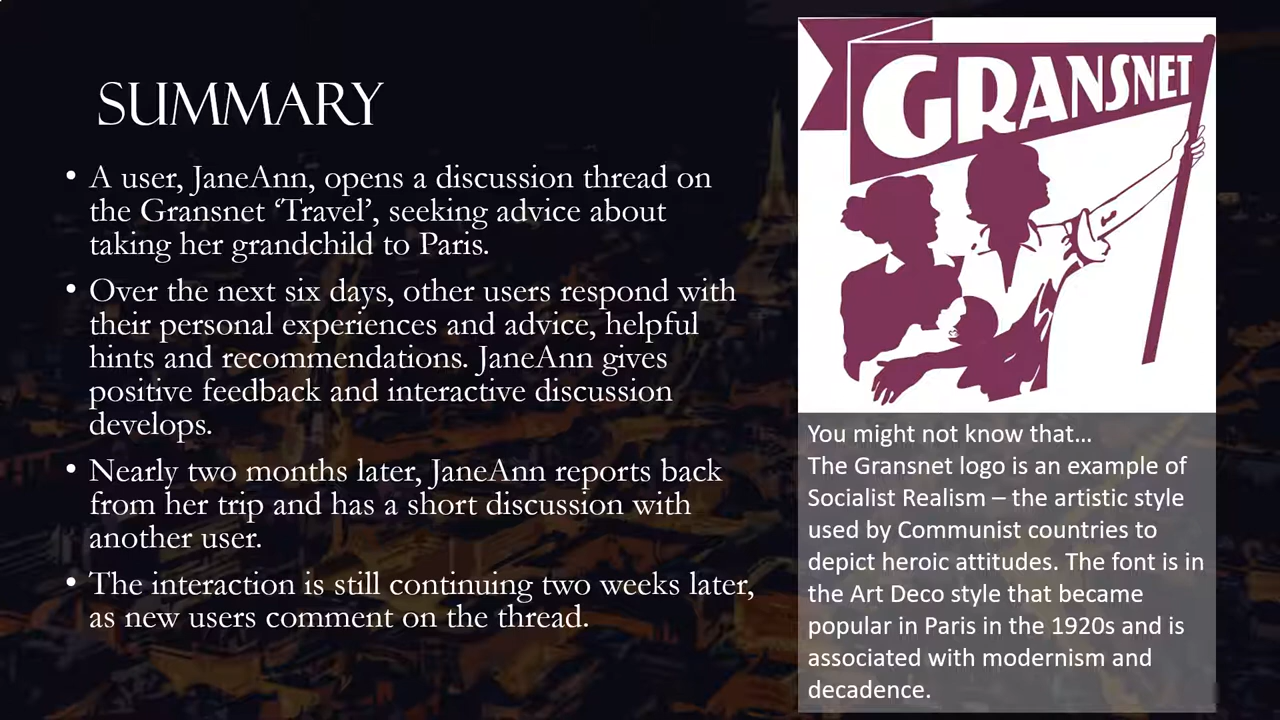 SUMMARY
• A user, JaneAnn, opens a discussion thread on
the Gransnet ‘Travel’, seeking advice about
taking her grandchild to Paris.
• Over the next six days, other users respond with
their personal experiences and advice, helpful
hints and recommendations. JaneAnn gives
positive feedback and interactive discussion
develops.
• Nearly two months later, JaneAnn reports back
from her trip and has a short discussion with
another user.
• The interaction is still continuing two weeks later,
as new users comment on the thread.
GRANSNET
You might not know that...
The Gransnet logo is an example of
Socialist Realism – the artistic style
used by Communist countries to
depict heroic attitudes. The font is in
the Art Deco style that became
popular in Paris in the 1920s and is
associated with modernism and
decadence.